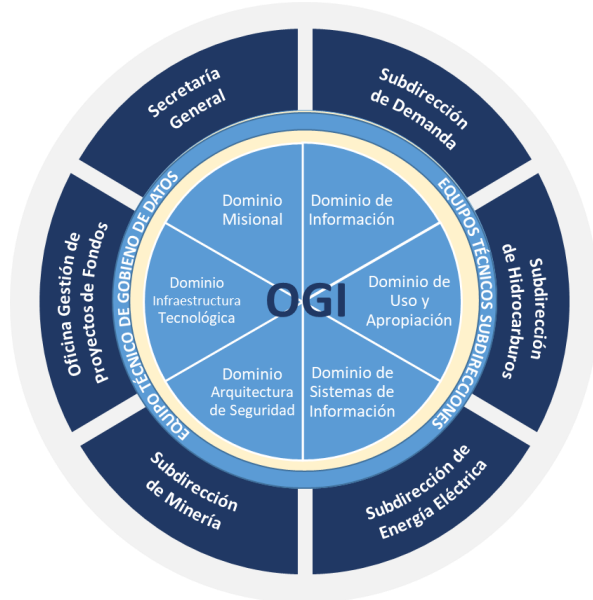 Secretaría
General
Subdirección
de Demanda
Oficina Gestión de
Proyectos de Fondos
EQUIPO TÉCNICO DE GOBIENO DE DATOS
EQUIPOS TÉCNICOS SUBDIRECCIONES
Subdirección
de Hidrocarburos
Dominio
Misional
Dominio de
Información
Dominio
Infraestructura
Tecnológica
OGI
Dominio de
Uso y
Apropiación
Dominio
Arquitectura
de Seguridad
Dominio de
Sistemas de
Información
Subdirección
de Minería
Subdirección de
Energía Eléctrica